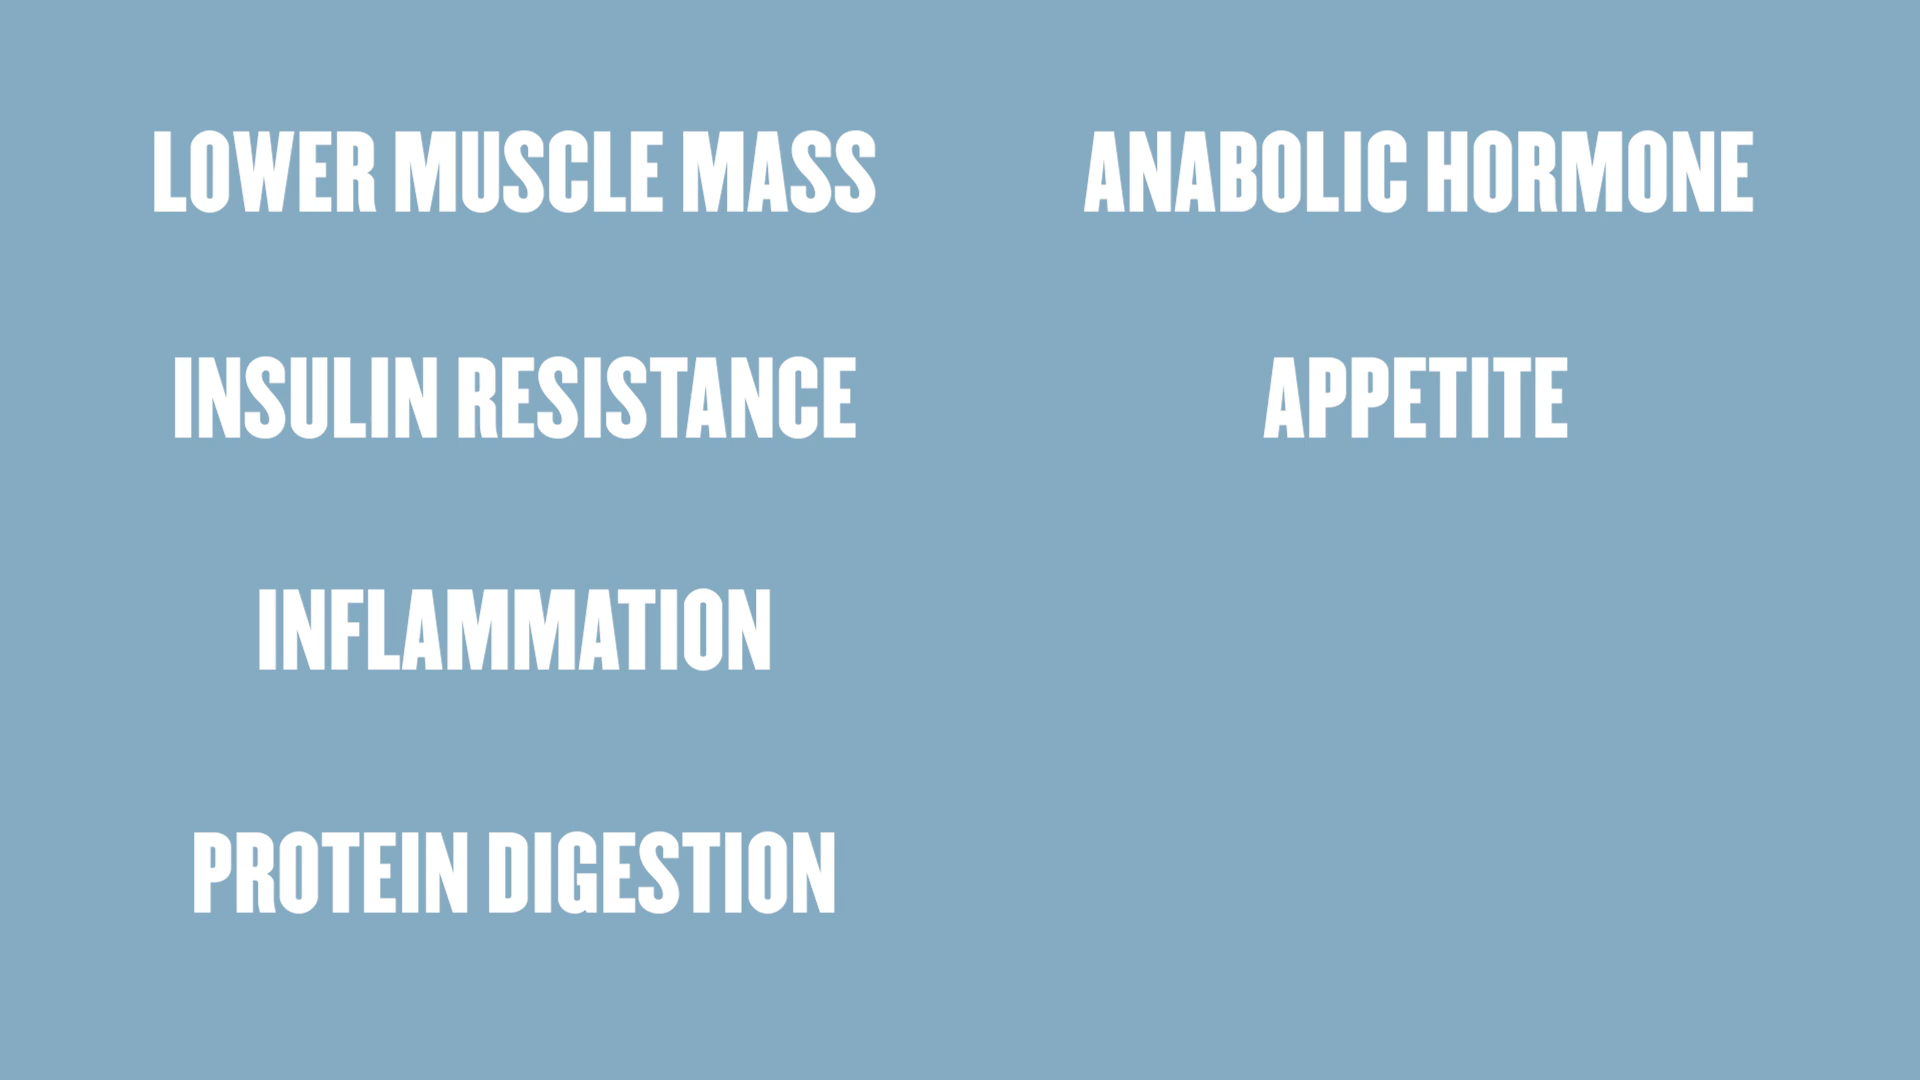 LOWER MUSCLE MASS
INSULIN RESISTANCE
INFLAMMATION
PROTEIN DIGESTION
ANABOLIC HORMONE
APPETITE